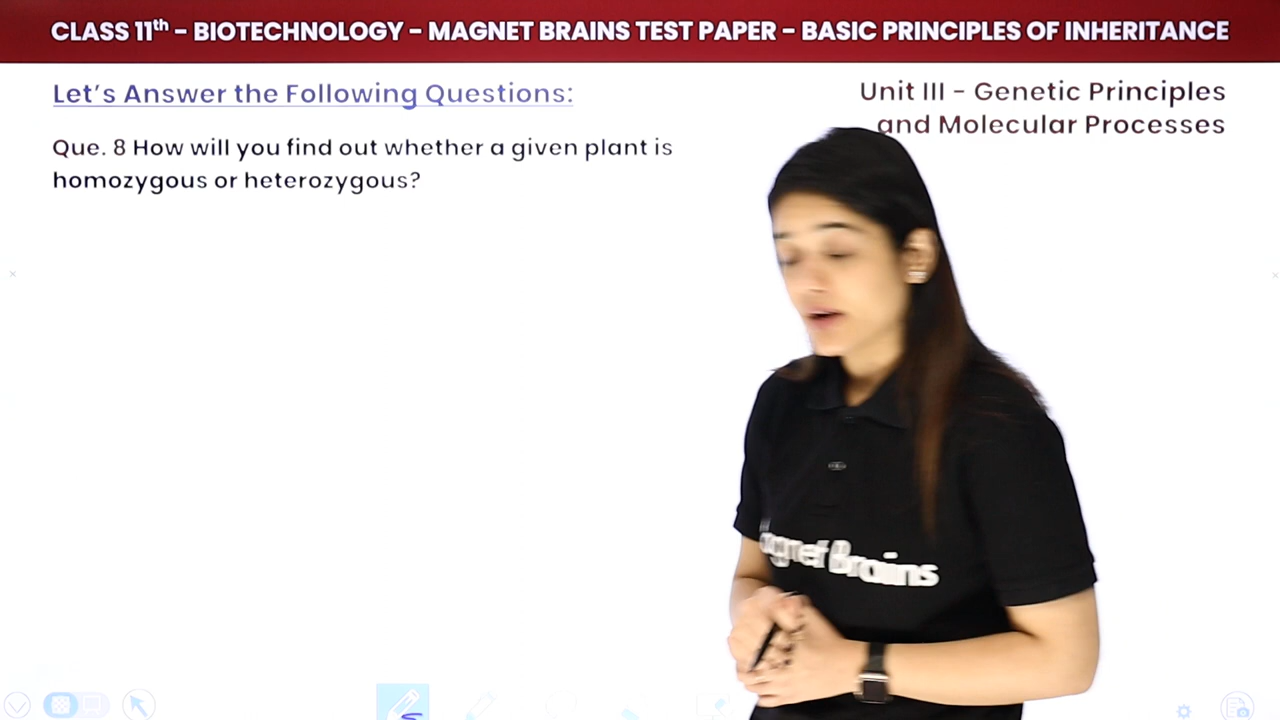 CLASS 11th – BIOTECHNOLOGY – MAGNET BRAINS TEST PAPER – BASIC PRINCIPLES OF INHERITANCE
Let's Answer the Following Questions:
Unit III – Genetic Principles
and Molecular Processes
Que. 8 How will you find out whether a given plant is
homozygous or heterozygous?
Brains